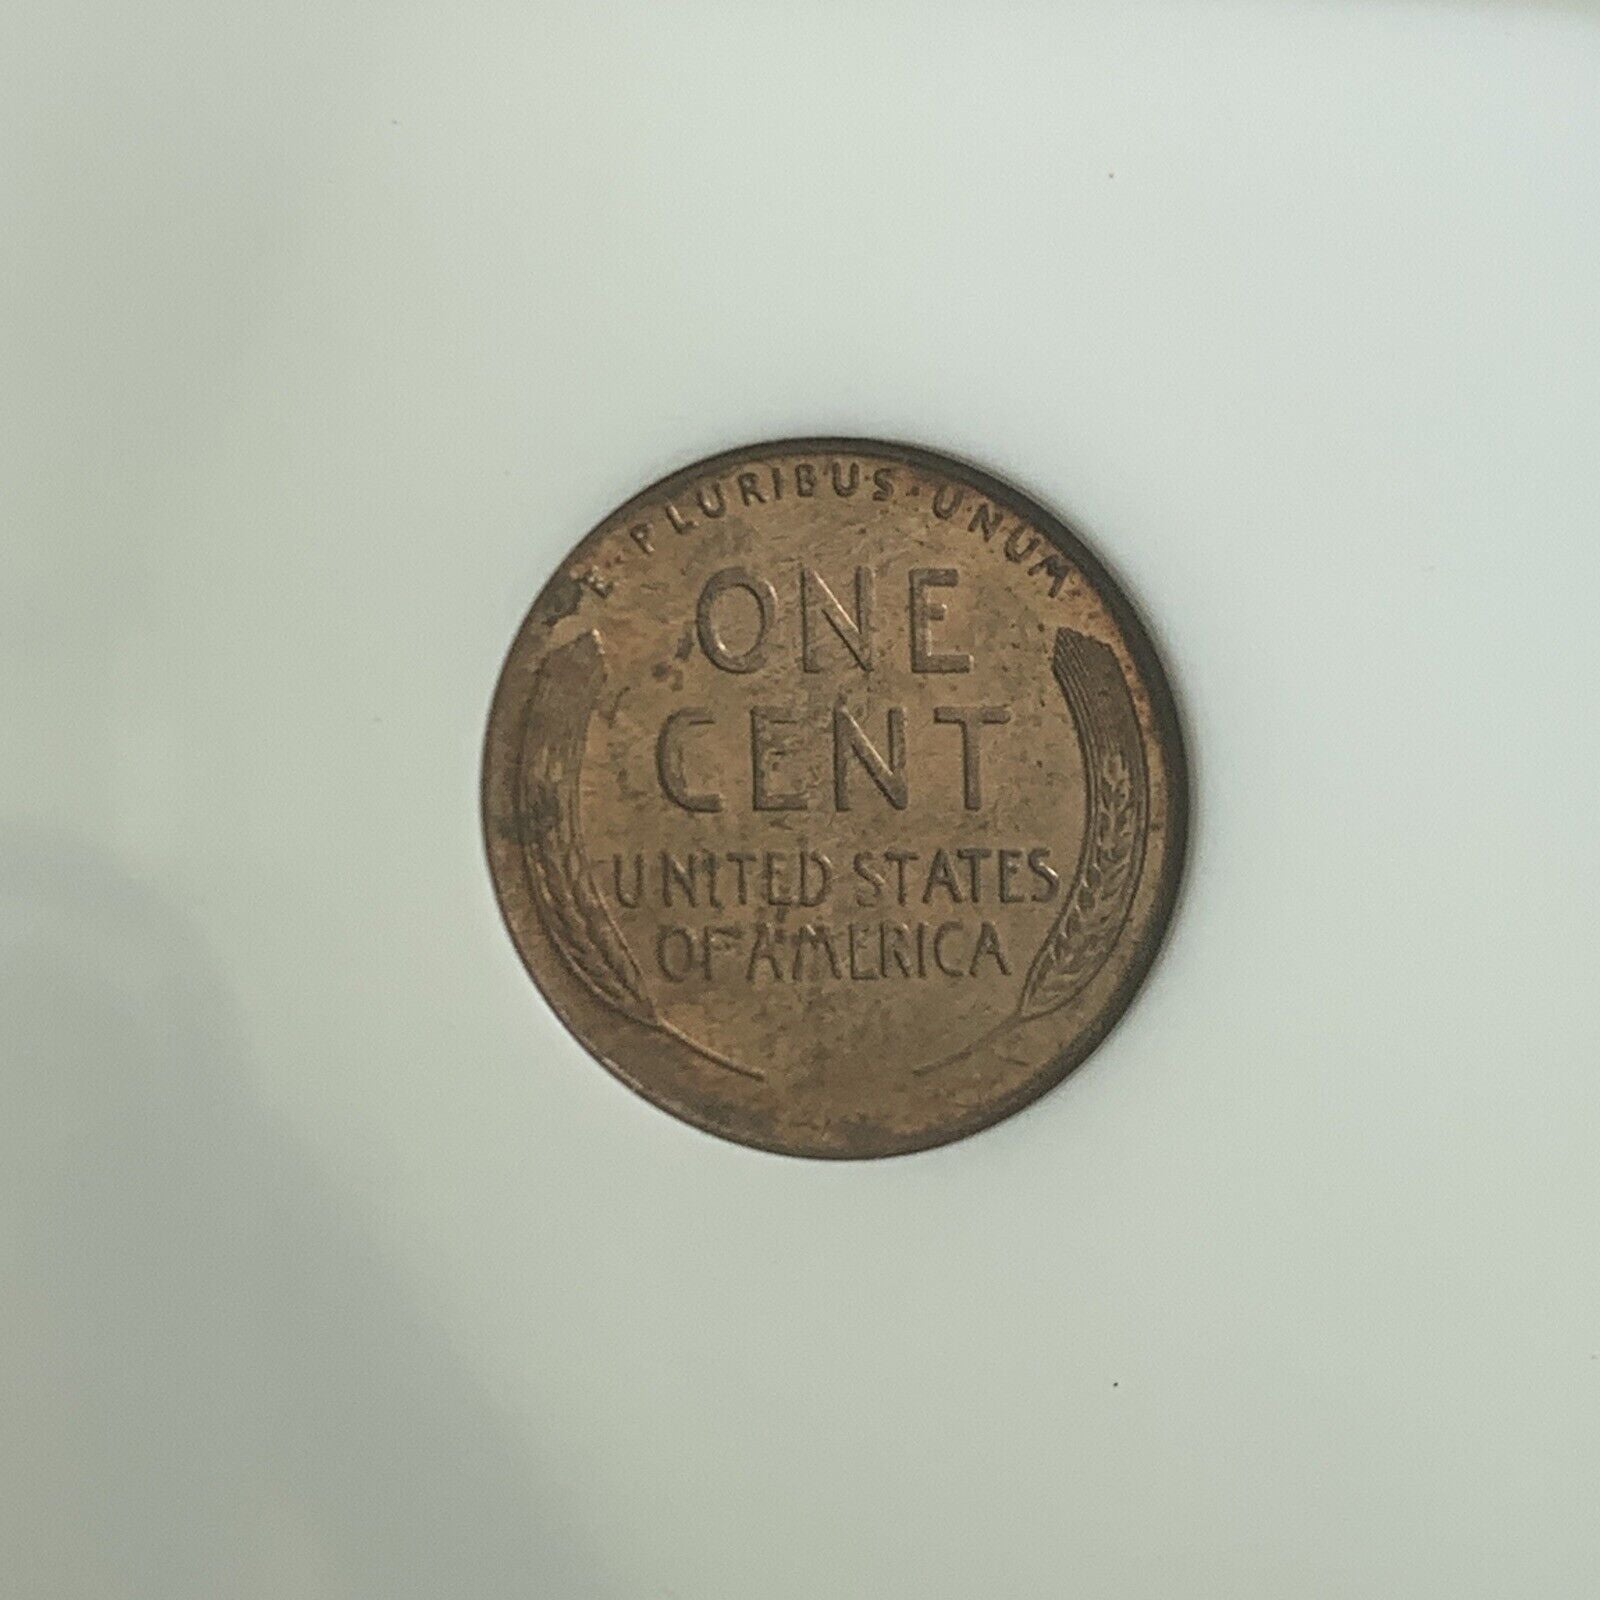 E·PLURIBUS·UNUM
ONE
CENT
UNITED STATES
OF AMERICA